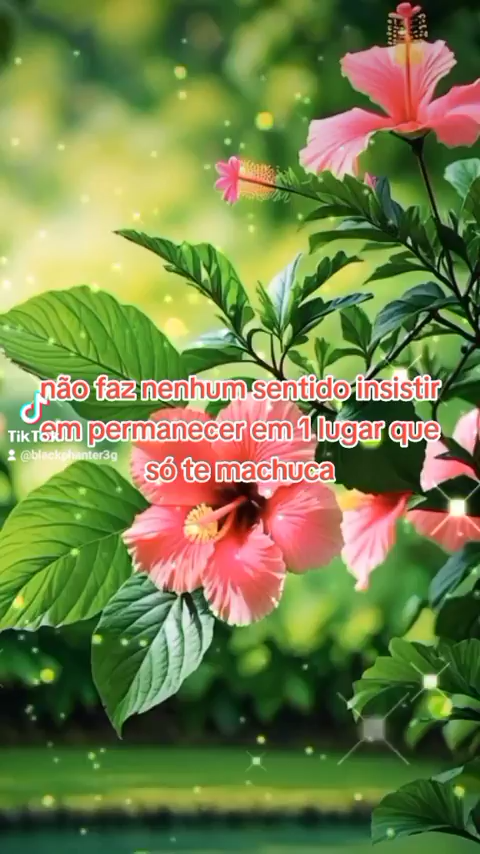 não faz nenhum sentido insistir
em permanecer em 1 lugar que
só te machuca
TikTok
@blackphanter3g